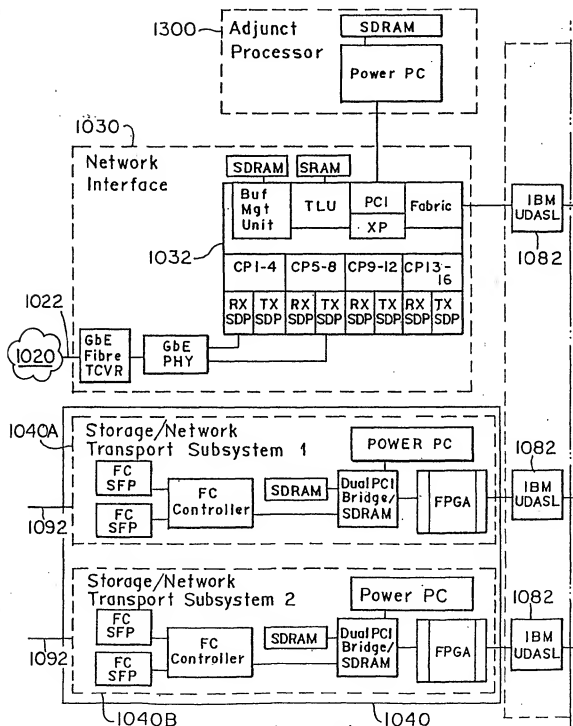 1300
Adjunct
Processor
SDRAM
Power PC
1030
Network
Interface
SDRAM
SRAM
Buf
Mgt
Unit
TLU
PCI
XP
Fabric
IBM
UDASL
1082
1032
CP1-4
CP5-8
CP9-12
CP13-
16
RX
SDP
TX
SDP
RX
SDP
TX
SDP
RX
SDP
TX
SDP
RX
SDP
TX
SDP
1022
1020
GbE
Fibre
TCVR
GbE
PHY
1040A
Storage/Network
Transport Subsystem 1
POWER PC
FC
SFP
FC
SFP
FC
Controller
SDRAM
Dual PCI
Bridge/
SDRAM
FPGA
1082
IBM
UDASL
1092
Storage/Network
Transport Subsystem 2
Power PC
FC
SFP
FC
SFP
FC
Controller
SDRAM
Dual PCI
Bridge/
SDRAM
FPGA
1082
IBM
UDASL
1092
1040B
1040